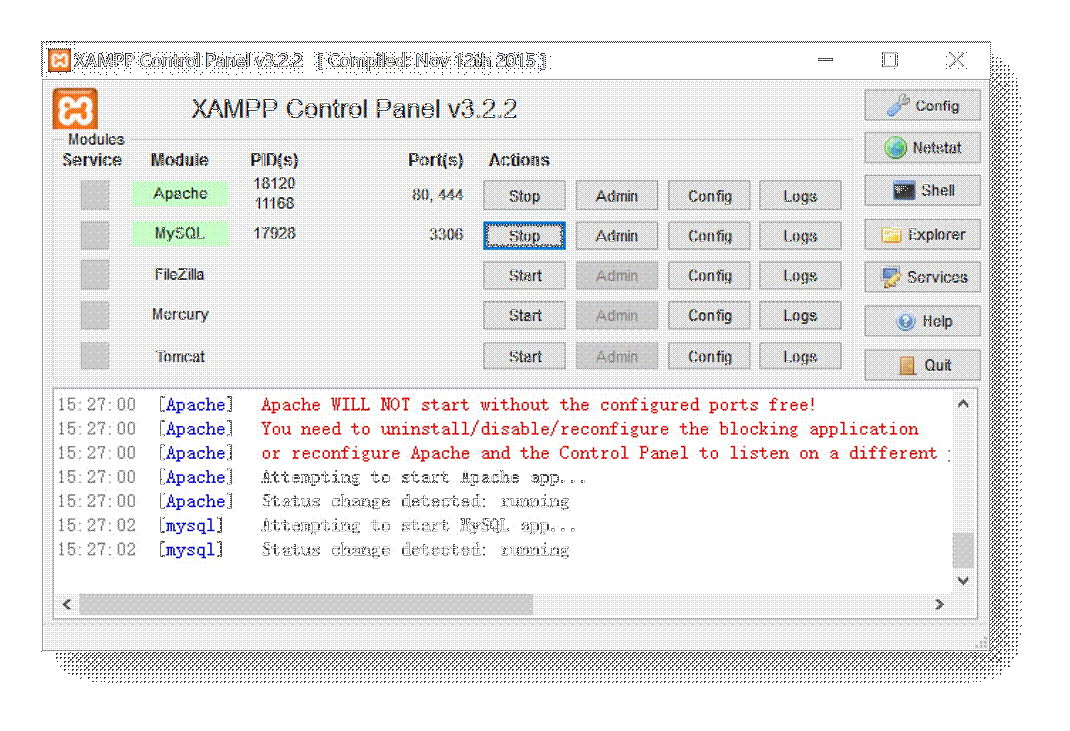 XAMPP Control Panel v3.2.2 [ Compiled: Nov 12th 2015 ]
XAMPP Control Panel v3.2.2
Config
Modules
Service Module PID(s) Port(s) Actions
Netstat
Apache 18120 11168 80, 444 Stop Admin Config Logs
Shell
MySQL 17928 3306 Stop Admin Config Logs
Explorer
FileZilla Start Admin Config Logs
Services
Mercury Start Admin Config Logs
Help
Tomcat Start Admin Config Logs
Quit
15:27:00 [Apache] Apache WILL NOT start without the configured ports free!
15:27:00 [Apache] You need to uninstall/disable/reconfigure the blocking application
15:27:00 [Apache] or reconfigure Apache and the Control Panel to listen on a different
15:27:00 [Apache] Attempting to start Apache app...
15:27:00 [Apache] Status change detected: running
15:27:02 [mysql] Attempting to start MySQL app...
15:27:02 [mysql] Status change detected: running